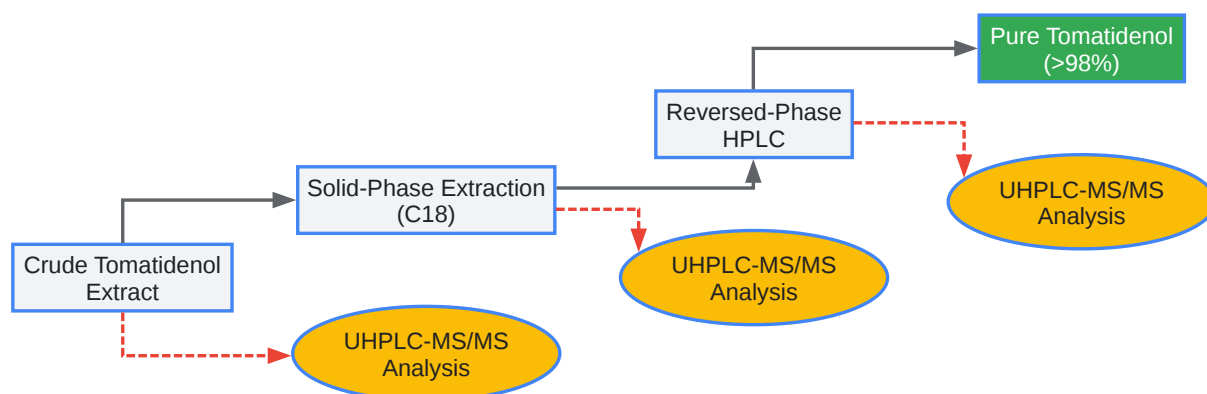 Pure Tomatidenol
(>98%)
Reversed-Phase
HPLC
Solid-Phase Extraction
(C18)
UHPLC-MS/MS
Analysis
Crude Tomatidenol
Extract
UHPLC-MS/MS
Analysis
UHPLC-MS/MS
Analysis